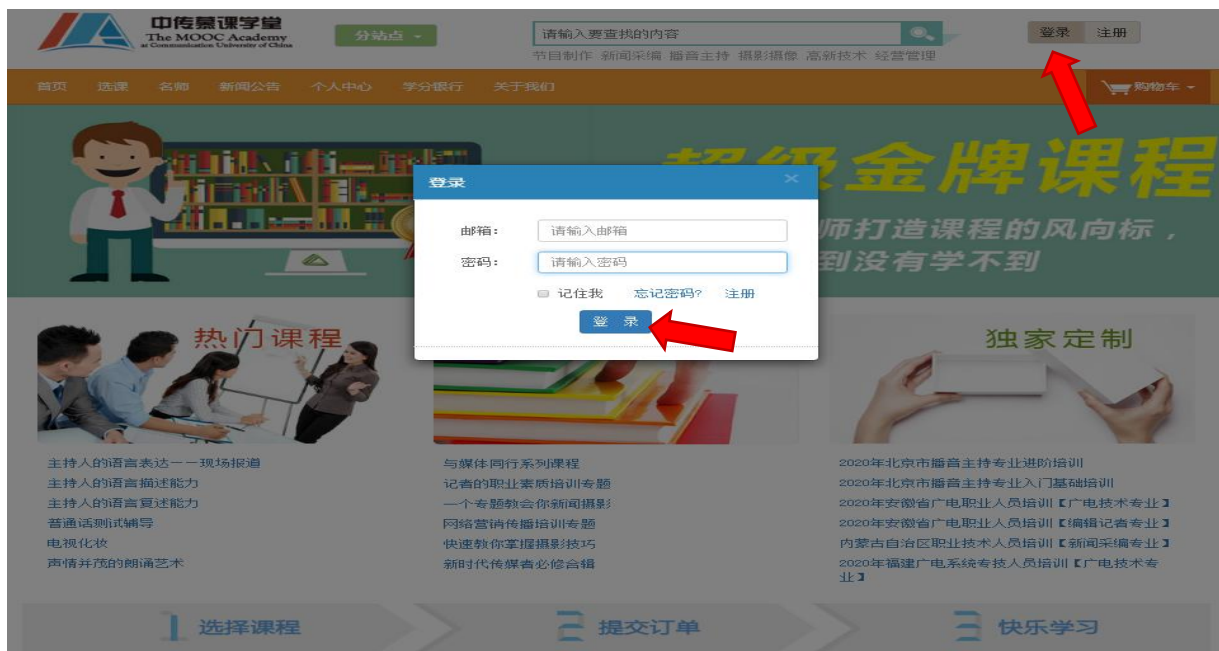 中传慕课学堂
The MOOC Academy
at Communication University of China
分站点
请输入要查找的内容
节目制作 新闻采编 播音主持 摄影摄像 高新技术 经营管理
登录 注册
首页 选课 名师 新闻公告 个人中心 学分银行 关于我们
购物车
超级金牌课程
师打造课程的风向标，
到没有学不到
登录 ×
邮箱： 请输入邮箱
密码： 请输入密码
记住我 忘记密码? 注册
登 录
热门课程
独家定制
主持人的语言表达——现场报道
主持人的语言描述能力
主持人的语言复述能力
普通话测试辅导
电视化妆
声情并茂的朗诵艺术
与媒体同行系列课程
记者的职业素质培训专题
一个专题教会你新闻摄影
网络营销传播培训专题
快速教你掌握摄影技巧
新时代传媒者必修合辑
2020年北京市播音主持专业进阶培训
2020年北京市播音主持专业入门基础培训
2020年安徽省广电职业人员培训【广电技术专业】
2020年安徽省广电职业人员培训【编辑记者专业】
内蒙古自治区职业技术人员培训【新闻采编专业】
2020年福建广电系统专技人员培训【广电技术专
业】
1 选择课程
2 提交订单
3 快乐学习